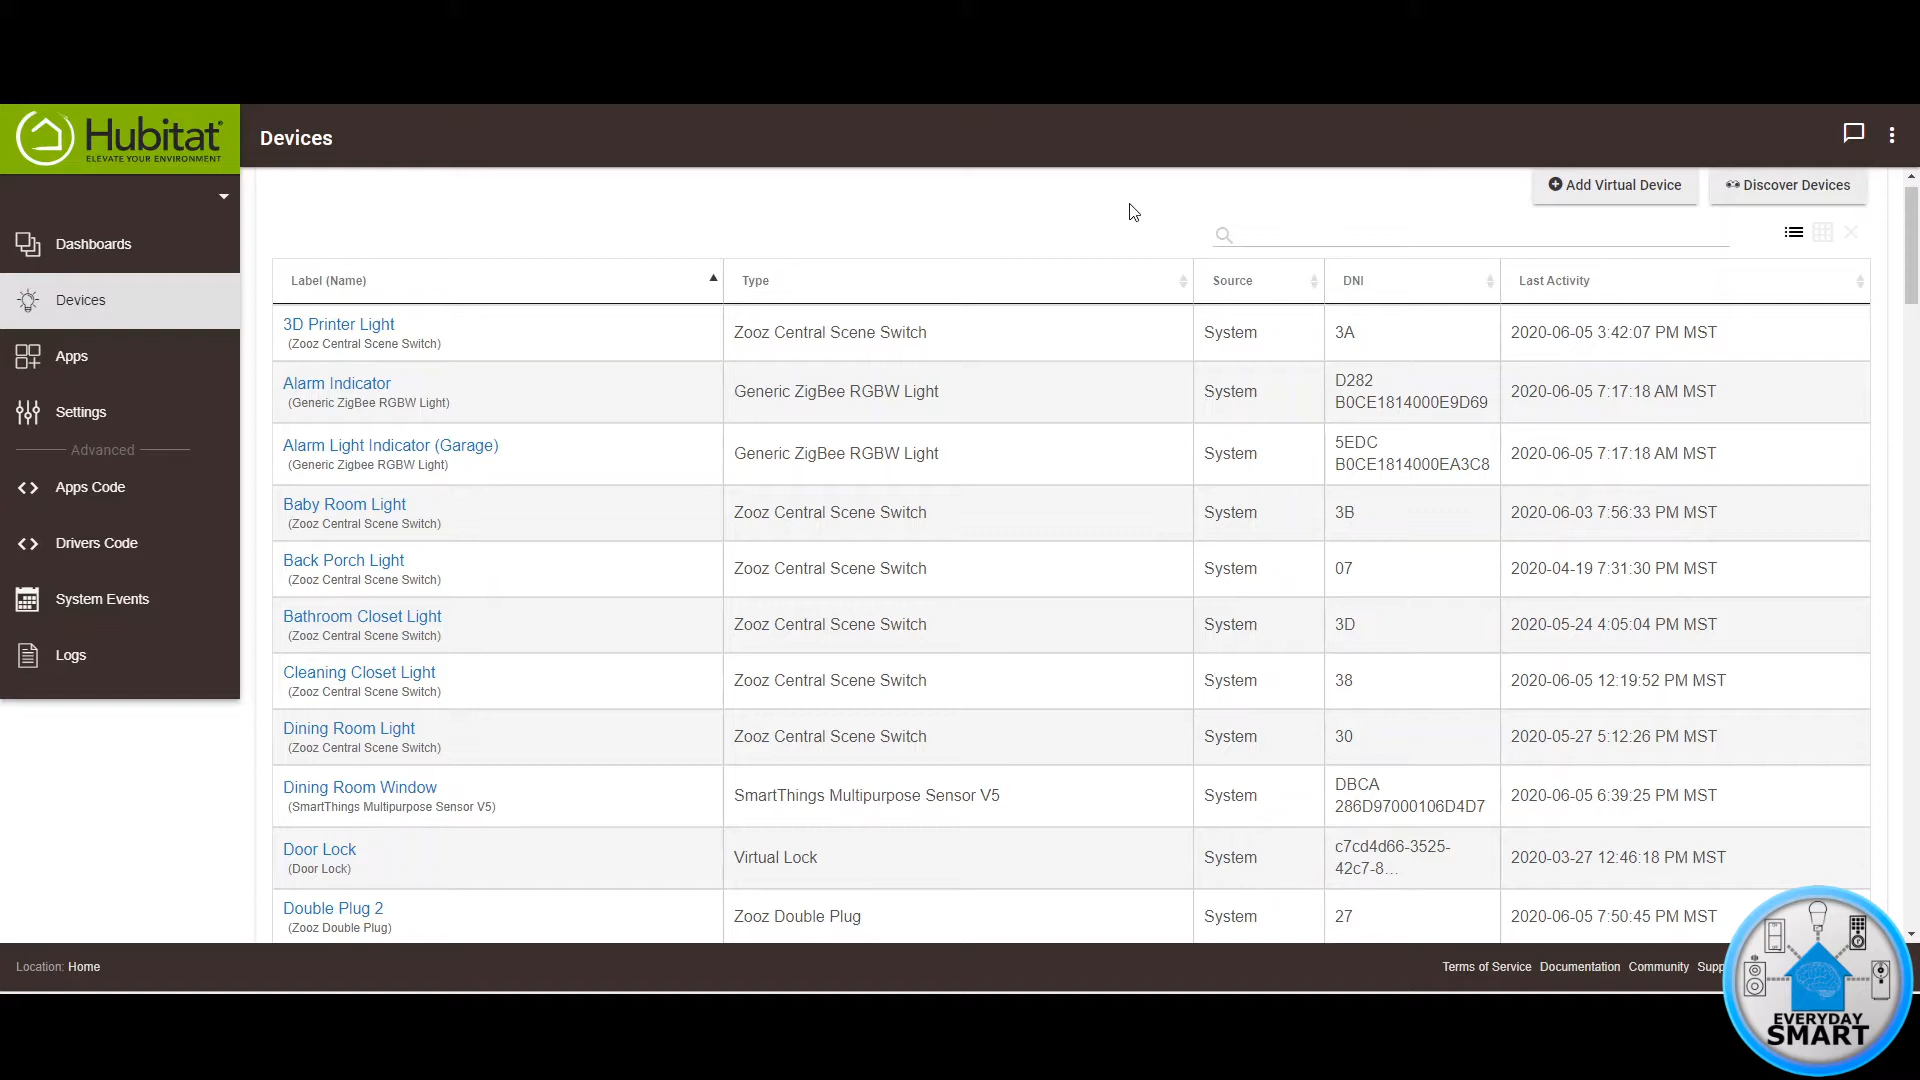 Hubitat
ELEVATE YOUR ENVIRONMENT
Devices
Dashboards
Devices
Apps
Settings
Advanced
Apps Code
Drivers Code
System Events
Logs
Add Virtual Device
Discover Devices
Label (Name) Type Source DNI Last Activity
3D Printer Light
(Zooz Central Scene Switch)
Zooz Central Scene Switch System 3A 2020-06-05 3:42:07 PM MST
Alarm Indicator
(Generic ZigBee RGBW Light)
Generic ZigBee RGBW Light System D282
B0CE1814000E9D69
2020-06-05 7:17:18 AM MST
Alarm Light Indicator (Garage)
(Generic Zigbee RGBW Light)
Generic ZigBee RGBW Light System 5EDC
B0CE1814000EA3C8
2020-06-05 7:17:18 AM MST
Baby Room Light
(Zooz Central Scene Switch)
Zooz Central Scene Switch System 3B 2020-06-03 7:56:33 PM MST
Back Porch Light
(Zooz Central Scene Switch)
Zooz Central Scene Switch System 07 2020-04-19 7:31:30 PM MST
Bathroom Closet Light
(Zooz Central Scene Switch)
Zooz Central Scene Switch System 3D 2020-05-24 4:05:04 PM MST
Cleaning Closet Light
(Zooz Central Scene Switch)
Zooz Central Scene Switch System 38 2020-06-05 12:19:52 PM MST
Dining Room Light
(Zooz Central Scene Switch)
Zooz Central Scene Switch System 30 2020-05-27 5:12:26 PM MST
Dining Room Window
(SmartThings Multipurpose Sensor V5)
SmartThings Multipurpose Sensor V5 System DBCA
286D97000106D4D7
2020-06-05 6:39:25 PM MST
Door Lock
(Door Lock)
Virtual Lock System c7cd4d66-3525-
42c7-8...
2020-03-27 12:46:18 PM MST
Double Plug 2
(Zooz Double Plug)
Zooz Double Plug System 27 2020-06-05 7:50:45 PM MST
Location: Home
Terms of Service Documentation Community Supp
EVERYDAY
SMART